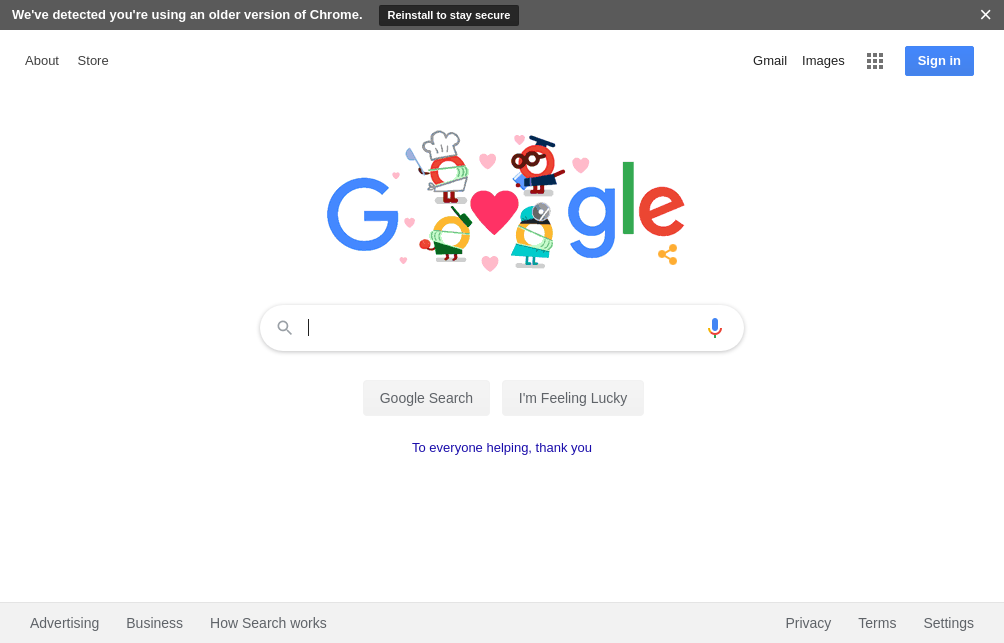 We've detected you're using an older version of Chrome. Reinstall to stay secure
About Store Gmail Images Sign in
G gle
Google Search I'm Feeling Lucky
To everyone helping, thank you
Advertising Business How Search works Privacy Terms Settings